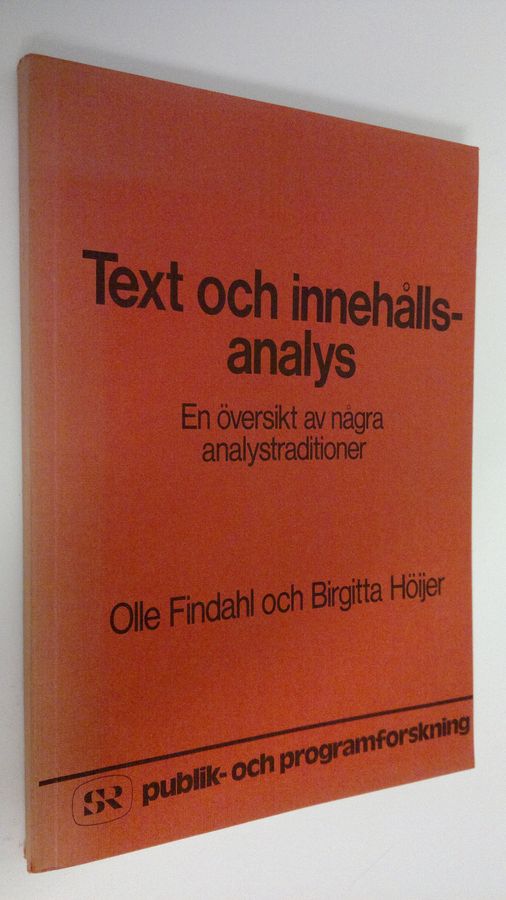 Text och innehålls-
analys
En översikt av några
analystraditioner
Olle Findahl och Birgitta Höijer
SR publik- och programforskning